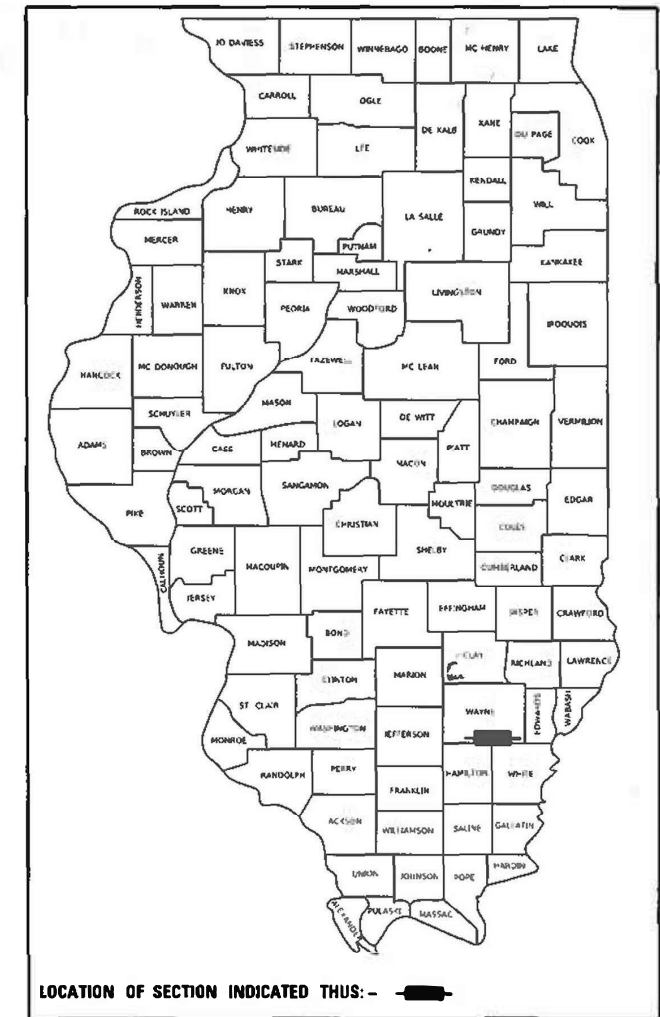 JO DAVIESS
STEPHENSON
WINNEBAGO
BOONE
MC HENRY
LAKE
CARROLL
OGLE
DE KALB
KANE
DU PAGE
COOK
WHITESIDE
LEE
KENDALL
ROCK ISLAND
HENRY
BUREAU
LA SALLE
WILL
GRUNDY
MERCER
PUTNAM
STARK
MARSHALL
KANKAKEE
HENDERSON
WARREN
KNOX
PEORIA
WOODFORD
LIVINGSTON
IROQUOIS
HANCOCK
MC DONOUGH
FULTON
TAZEWELL
MC LEAN
FORD
MASON
SCHUYLER
LOGAN
DE WITT
CHAMPAIGN
VERMILION
ADAMS
BROWN
CASS
MENARD
PIATT
MACON
PIKE
SCOTT
MORGAN
SANGAMON
MOULTRIE
DOUGLAS
EDGAR
CHRISTIAN
COLES
CALHOUN
GREENE
MACOUPIN
MONTGOMERY
SHELBY
CUMBERLAND
CLARK
JERSEY
FAYETTE
EFFINGHAM
JASPER
CRAWFORD
MADISON
BOND
CLAY
RICHLAND
LAWRENCE
CLINTON
MARION
ST CLAIR
WAYNE
EDWARDS
WABASH
WASHINGTON
JEFFERSON
MONROE
RANDOLPH
PERRY
HAMILTON
WHITE
FRANKLIN
JACKSON
WILLIAMSON
SALINE
GALLATIN
UNION
JOHNSON
POPE
HARDIN
ALEXANDER
PULASKI
MASSAC
LOCATION OF SECTION INDICATED THUS:-